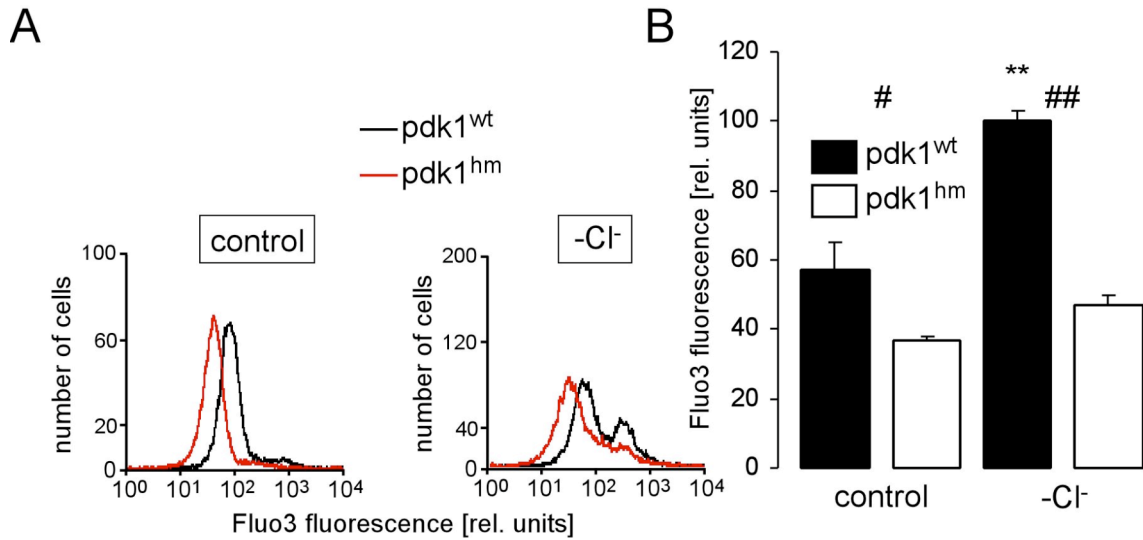 A
pdk1wt
pdk1hm
control
-Cl-
100
60
20
0
number of cells
100 101 102 103 104
200
120
40
0
number of cells
100 101 102 103 104
Fluo3 fluorescence [rel. units]
B
120
100
80
60
40
20
0
Fluo3 fluorescence [rel. units]
#
**
##
pdk1wt
pdk1hm
control
-Cl-